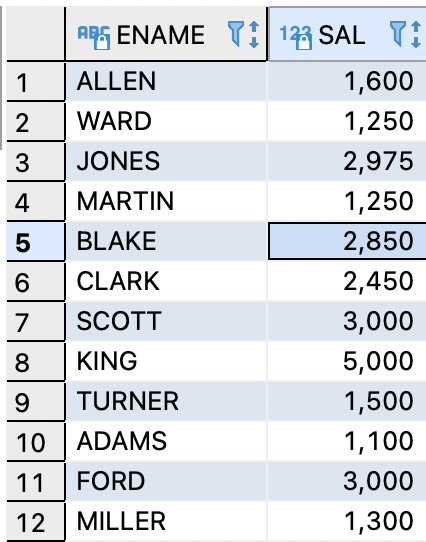 ABC ENAME 123 SAL
1 ALLEN 1,600
2 WARD 1,250
3 JONES 2,975
4 MARTIN 1,250
5 BLAKE 2,850
6 CLARK 2,450
7 SCOTT 3,000
8 KING 5,000
9 TURNER 1,500
10 ADAMS 1,100
11 FORD 3,000
12 MILLER 1,300